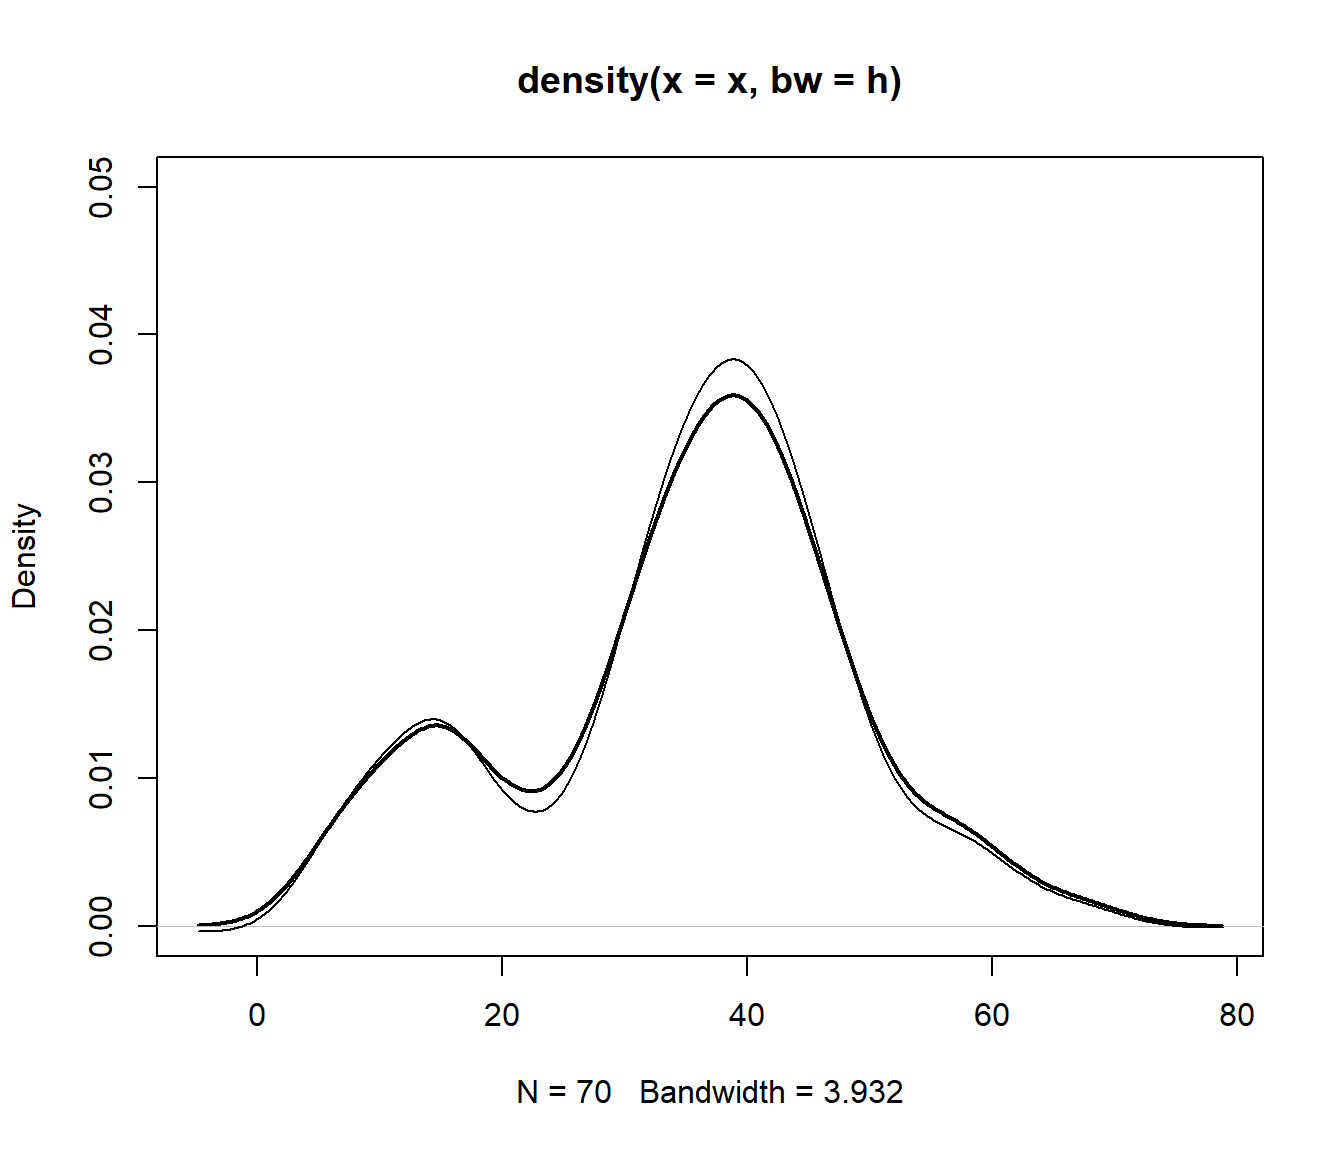 density(x = x, bw = h)
0.05
0.04
0.03
0.02
0.01
0.00
Density
0 20 40 60 80
N = 70 Bandwidth = 3.932